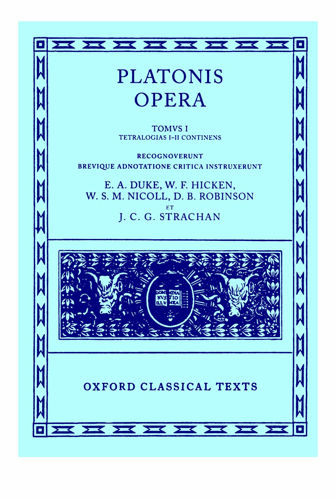 PLATONIS
OPERA
TOMVS I
TETRALOGIAS I–II CONTINENS
RECOGNOVERUNT
BREVIQUE ADNOTATIONE CRITICA INSTRUXERUNT
E. A. DUKE, W. F. HICKEN,
W. S. M. NICOLL, D. B. ROBINSON
ET
J. C. G. STRACHAN
OXFORD CLASSICAL TEXTS